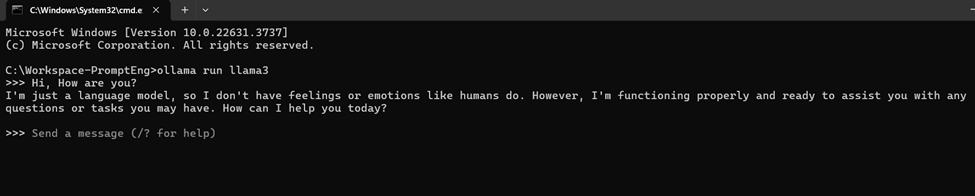 C:\Windows\System32\cmd.e
Microsoft Windows [Version 10.0.22631.3737]
(c) Microsoft Corporation. All rights reserved.
C:\Workspace-PromptEng>ollama run llama3
>>> Hi, How are you?
I'm just a language model, so I don't have feelings or emotions like humans do. However, I'm functioning properly and ready to assist you with any
questions or tasks you may have. How can I help you today?
>>> Send a message (/? for help)